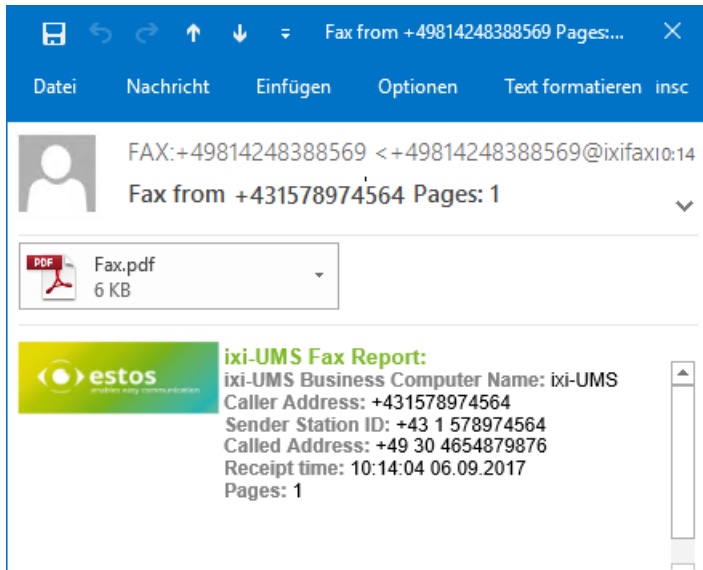 Fax from +49814248388569 Pages:...
Datei Nachricht Einfügen Optionen Text formatieren insc
FAX:+49814248388569 <+49814248388569@ixifax 10:14
Fax from +431578974564 Pages: 1
PDF
Fax.pdf
6 KB
estos
enables easy communication
ixi-UMS Fax Report:
ixi-UMS Business Computer Name: ixi-UMS
Caller Address: +431578974564
Sender Station ID: +43 1 578974564
Called Address: +49 30 4654879876
Receipt time: 10:14:04 06.09.2017
Pages: 1